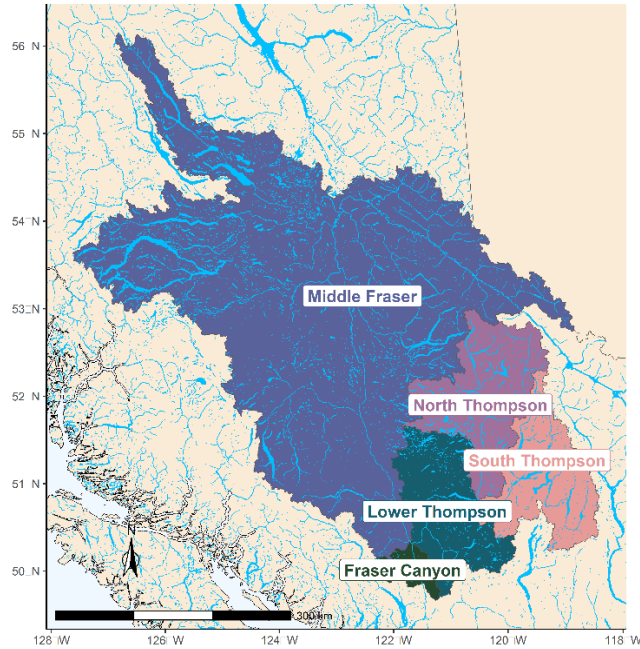 56 N
55 N
54 N
53 N
52 N
51 N
50 N
Middle Fraser
North Thompson
South Thompson
Lower Thompson
Fraser Canyon
N
300 km
128 W
126 W
124 W
122 W
120 W
118 W